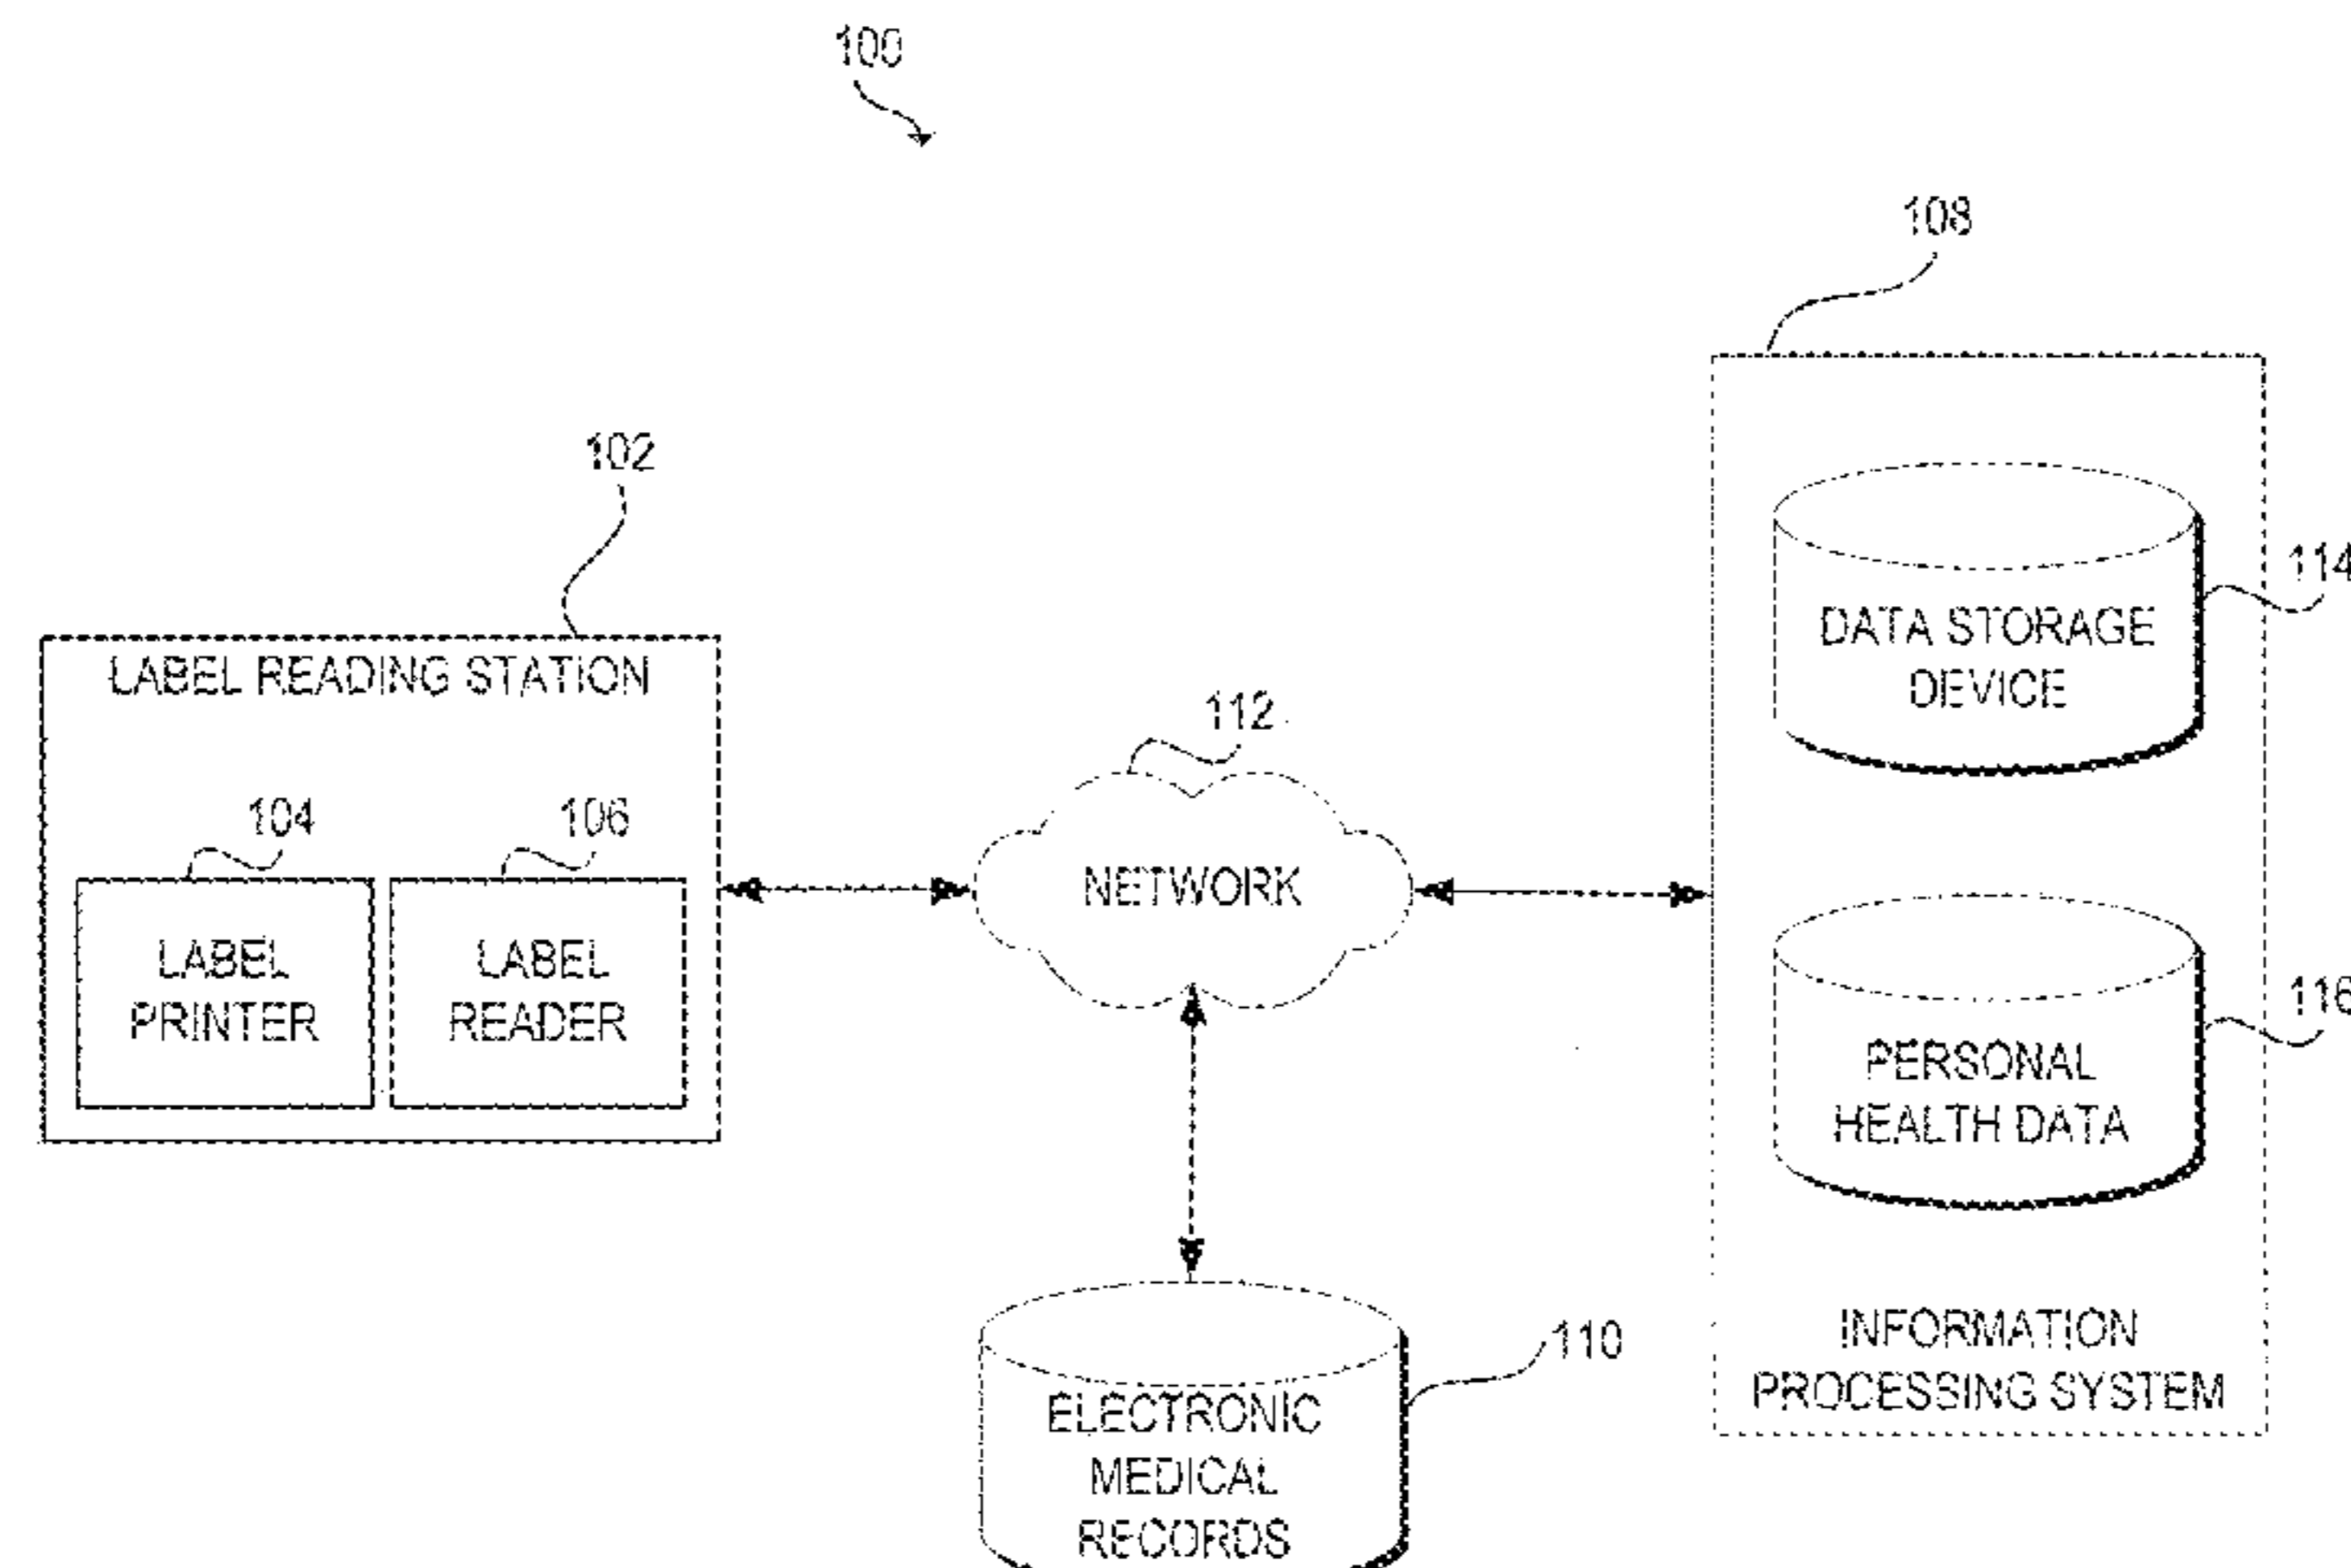 100
108
102
114
DATA STORAGE
DEVICE
LABEL READING STATION
112
104
106
NETWORK
LABEL
PRINTER
LABEL
READER
116
PERSONAL
HEALTH DATA
INFORMATION
PROCESSING SYSTEM
110
ELECTRONIC
MEDICAL
RECORDS